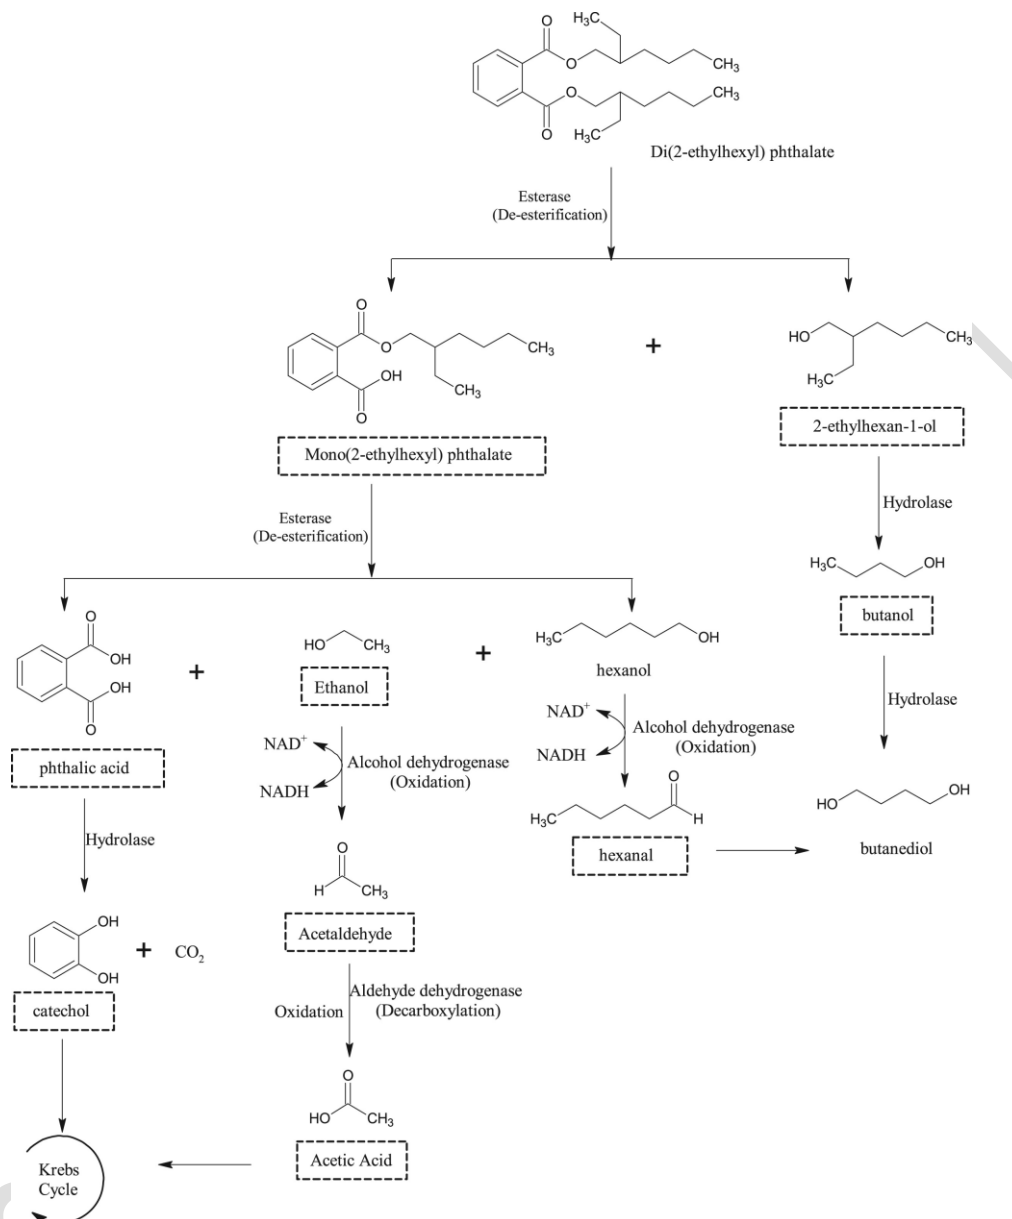 H₃C
O
O
CH₃
O
CH₃
O
H₃C
Di(2-ethylhexyl) phthalate
Esterase
(De-esterification)
O
O
CH₃
OH
CH₃
O
Mono(2-ethylhexyl) phthalate
+
HO
CH₃
H₃C
2-ethylhexan-1-ol
Hydrolase
Esterase
(De-esterification)
H₃C
OH
butanol
O
OH
OH
O
phthalic acid
+
HO
CH₃
Ethanol
+
H₃C
OH
hexanol
Hydrolase
NAD⁺
NADH
Alcohol dehydrogenase
(Oxidation)
NAD⁺
NADH
Alcohol dehydrogenase
(Oxidation)
O
H₃C
H
hexanal
HO
OH
butanediol
Hydrolase
O
H
CH₃
Acetaldehyde
OH
OH
catechol
+
CO₂
Oxidation
Aldehyde dehydrogenase
(Decarboxylation)
O
HO
CH₃
Acetic Acid
Krebs
Cycle